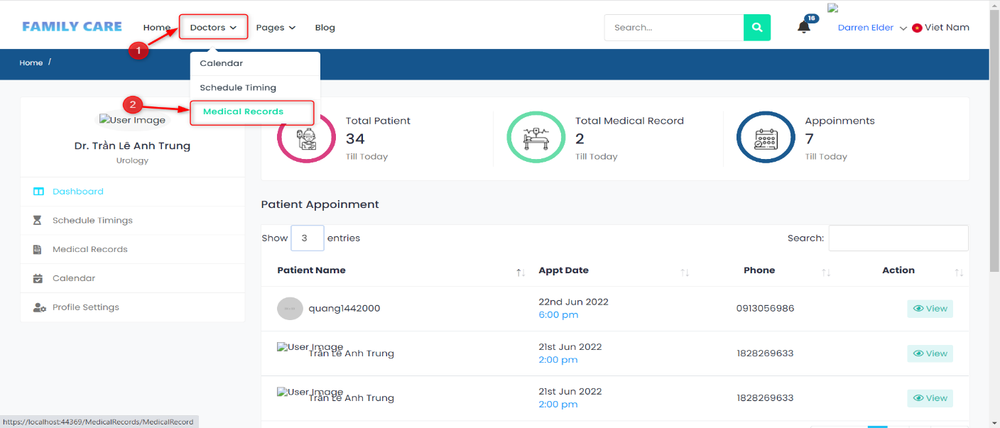 FAMILY CARE Home Doctors Pages Blog Search... 16 Darren Elder Viet Nam
1
Home /
Calendar
Schedule Timing
2
Medical Records
User Image
Dr. Trần Lê Anh Trung
Urology
Dashboard
Schedule Timings
Medical Records
Calendar
Profile Settings
Total Patient
34
Till Today
Total Medical Record
2
Till Today
Appoinments
7
Till Today
Patient Appoinment
Show 3 entries Search:
Patient Name Appt Date Phone Action
quang1442000 22nd Jun 2022 6:00 pm 0913056986 View
User Image Trần Lê Anh Trung 21st Jun 2022 2:00 pm 1828269633 View
User Image Trần Lê Anh Trung 21st Jun 2022 2:00 pm 1828269633 View
https://localhost:44369/MedicalRecords/MedicalRecord